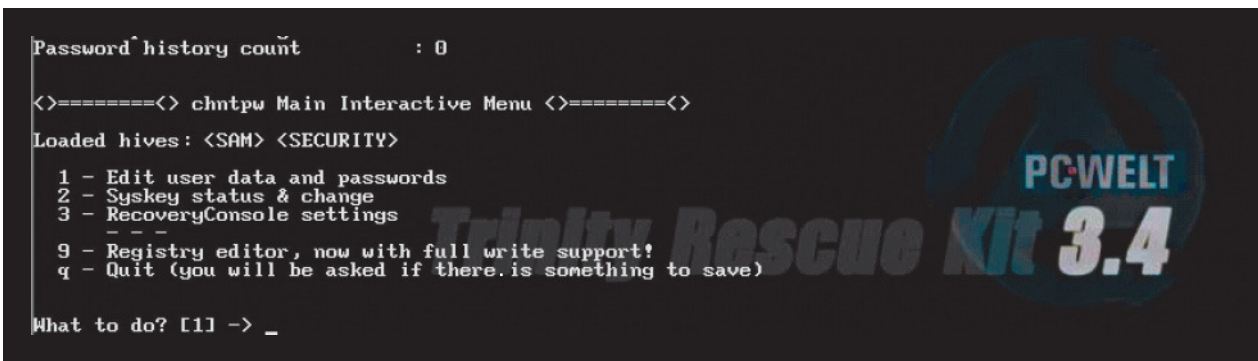 Password history count : 0
<>========<> chntpw Main Interactive Menu <>========<>
Loaded hives: <SAM> <SECURITY>
1 - Edit user data and passwords
2 - Syskey status & change
3 - RecoveryConsole settings
- - -
9 - Registry editor, now with full write support!
q - Quit (you will be asked if there is something to save)
What to do? [1] -> _
PC-WELT
Trinity Rescue Kit 3.4